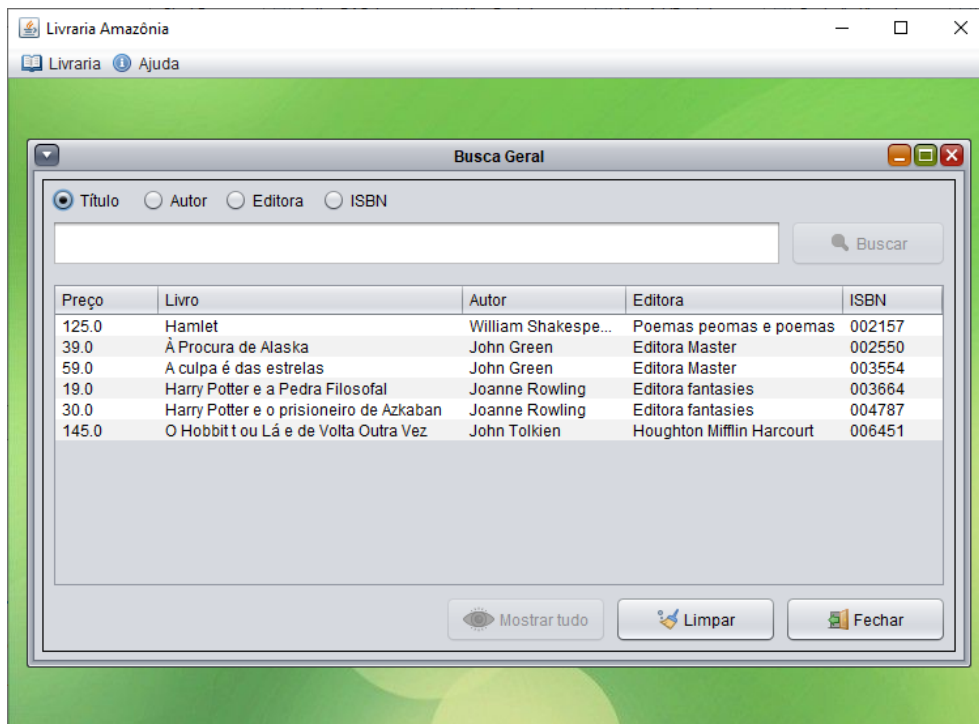 Livraria Amazônia
Livraria Ajuda
Busca Geral
Título Autor Editora ISBN
Buscar
Preço Livro Autor Editora ISBN
125.0 Hamlet William Shakespe... Poemas peomas e poemas 002157
39.0 À Procura de Alaska John Green Editora Master 002550
59.0 A culpa é das estrelas John Green Editora Master 003554
19.0 Harry Potter e a Pedra Filosofal Joanne Rowling Editora fantasies 003664
30.0 Harry Potter e o prisioneiro de Azkaban Joanne Rowling Editora fantasies 004787
145.0 O Hobbit t ou Lá e de Volta Outra Vez John Tolkien Houghton Mifflin Harcourt 006451
Mostrar tudo Limpar Fechar